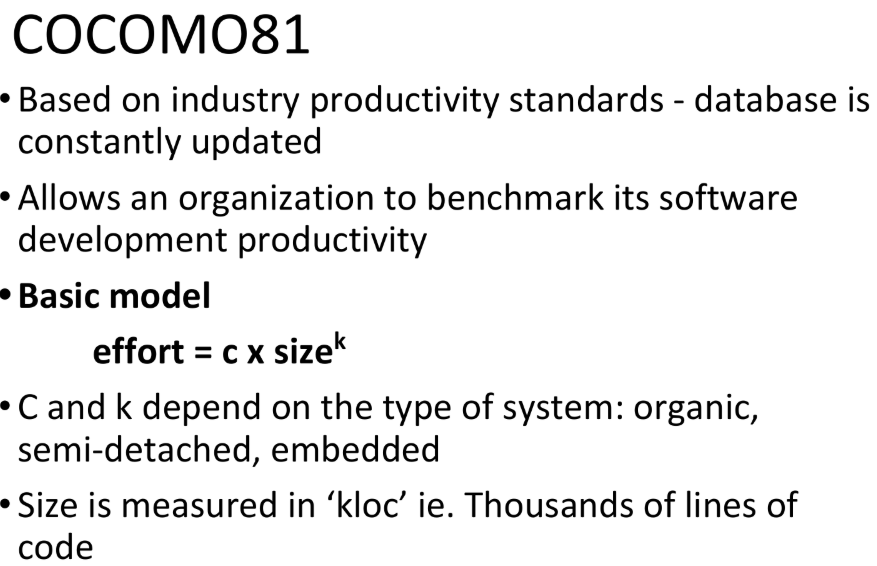 COCOMO81
• Based on industry productivity standards - database is
constantly updated
• Allows an organization to benchmark its software
development productivity
• Basic model
effort = c x size^k
• C and k depend on the type of system: organic,
semi-detached, embedded
• Size is measured in ‘kloc’ ie. Thousands of lines of
code